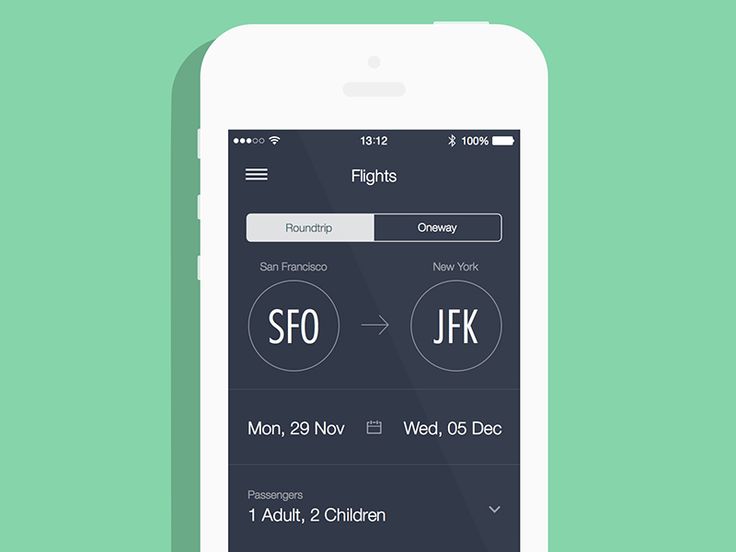 13:12
100%
Flights
Roundtrip
Oneway
San Francisco
New York
SFO
JFK
Mon, 29 Nov
Wed, 05 Dec
Passengers
1 Adult, 2 Children